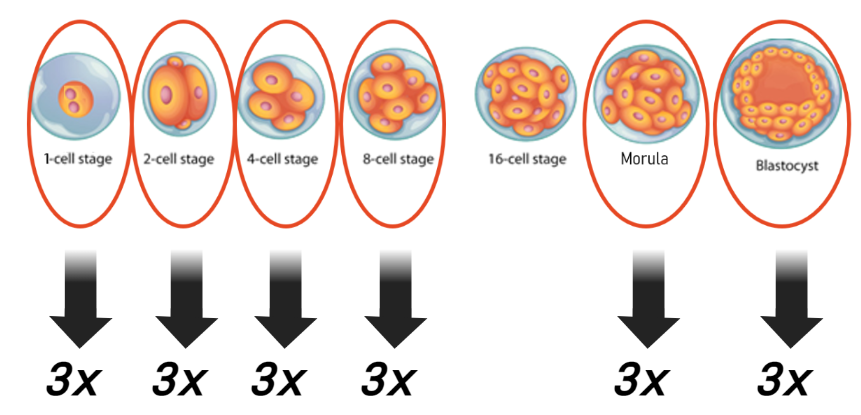 1-cell stage
2-cell stage
4-cell stage
8-cell stage
16-cell stage
Morula
Blastocyst
3x
3x
3x
3x
3x
3x